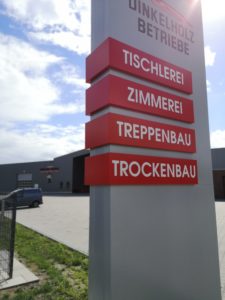 DINKELHOLZ
BETRIEBE
TISCHLEREI
ZIMMEREI
TREPPENBAU
TROCKENBAU